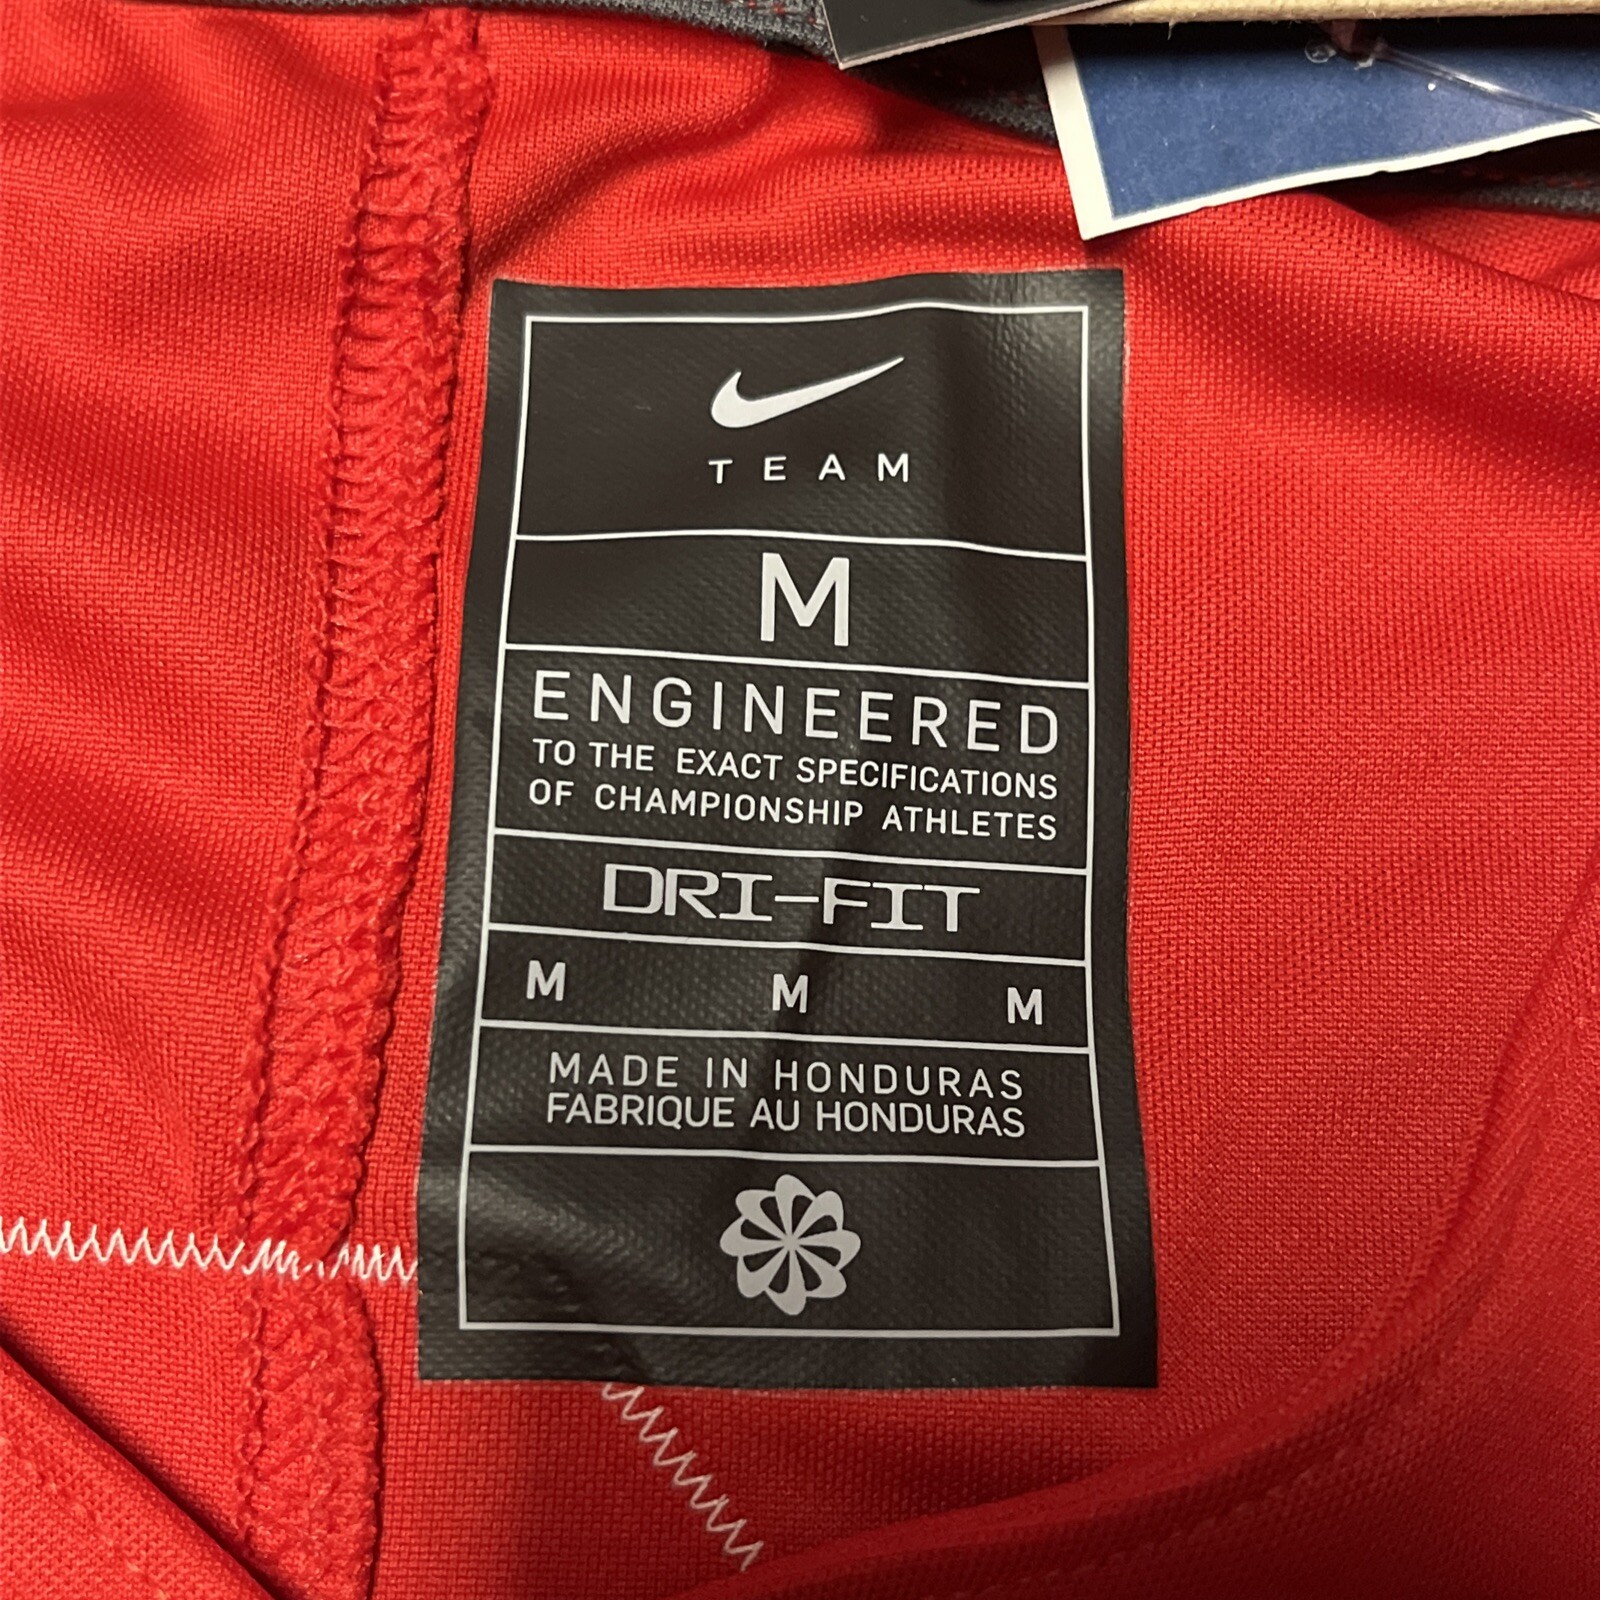 TEAM
M
ENGINEERED
TO THE EXACT SPECIFICATIONS
OF CHAMPIONSHIP ATHLETES
DRI-FIT
M M M
MADE IN HONDURAS
FABRIQUE AU HONDURAS